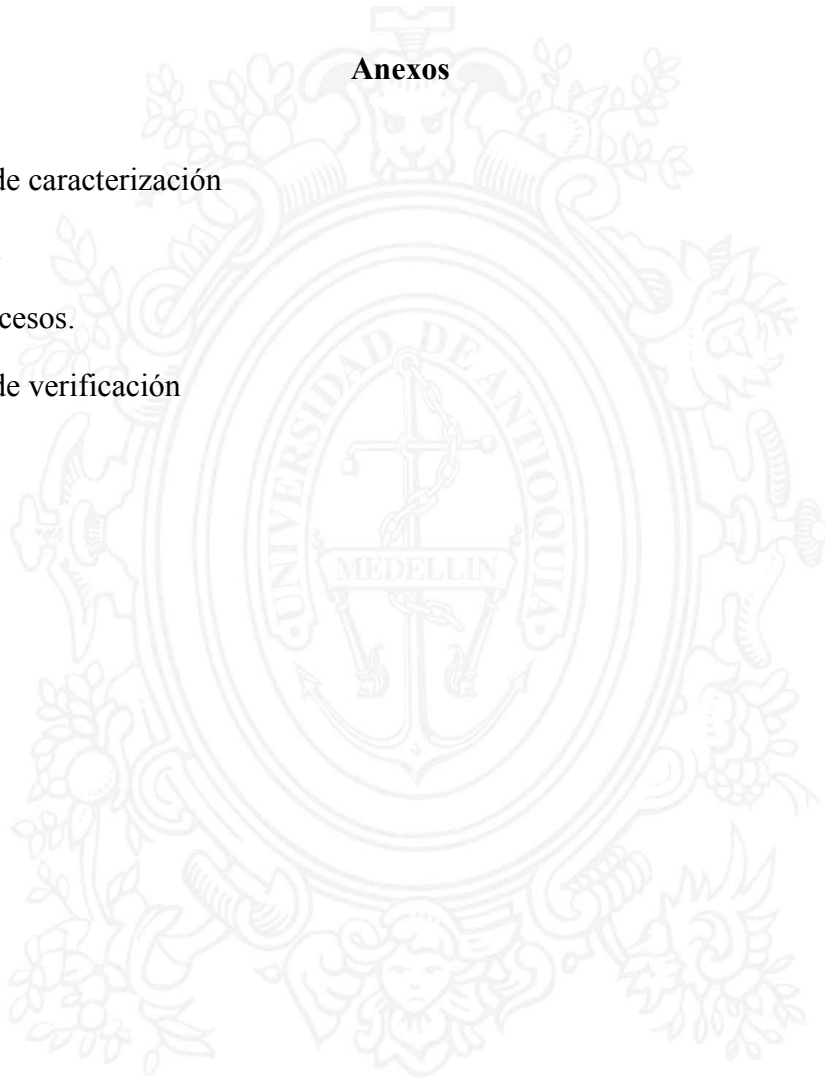 Anexos
de caracterización
cesos.
de verificación
UNIVERSIDAD DE ANTIOQUIA
MEDELLIN